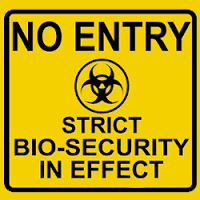 NO ENTRY
STRICT
BIO-SECURITY
IN EFFECT